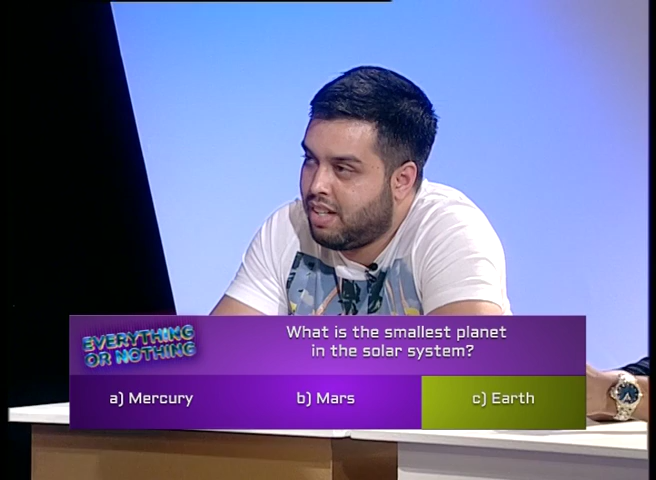 EVERYTHING
OR NOTHING
What is the smallest planet
in the solar system?
a) Mercury
b) Mars
c) Earth